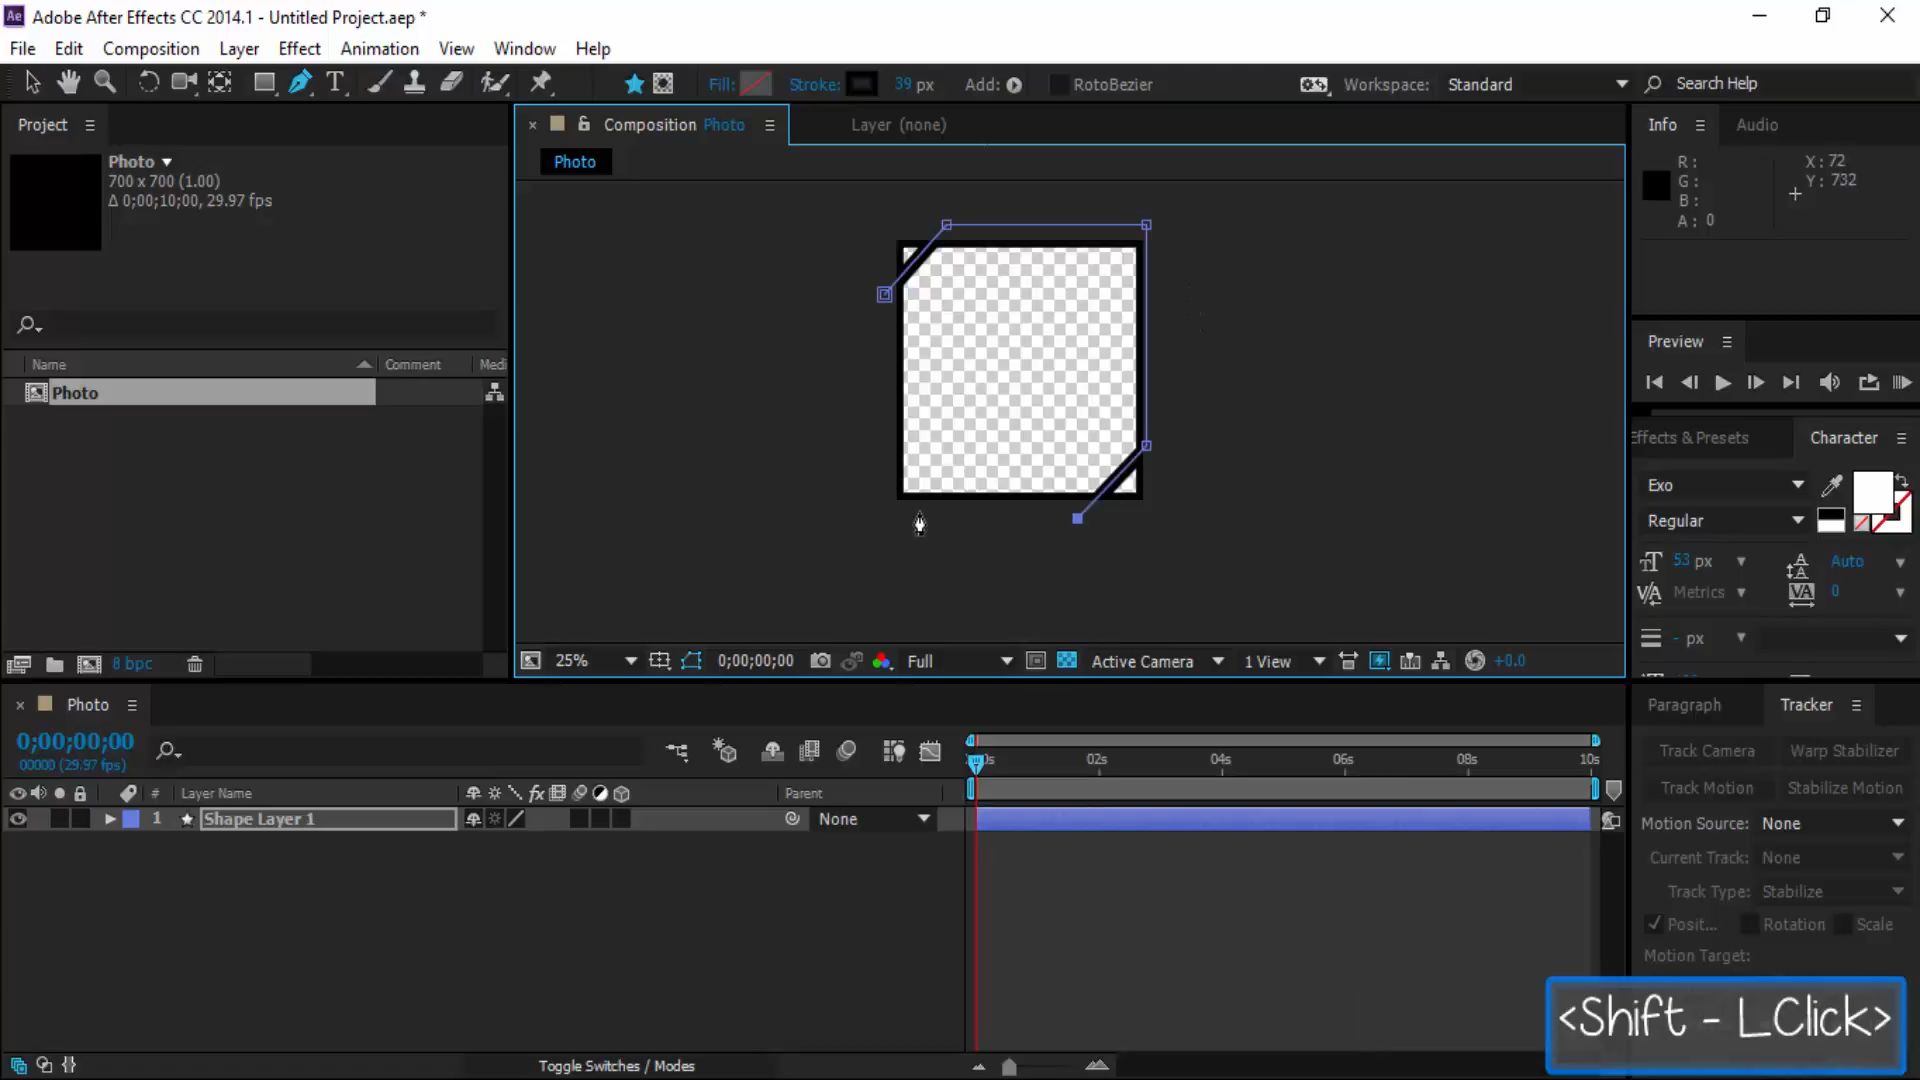 Adobe After Effects CC 2014.1 - Untitled Project.aep *
File Edit Composition Layer Effect Animation View Window Help
Fill: Stroke: 39 px Add: RotoBezier Workspace: Standard Search Help
Project
Photo
700 x 700 (1.00)
Δ 0;00;10;00, 29.97 fps
Name Comment Medi
Photo
8 bpc
Composition Photo Layer (none)
Photo
25% 0;00;00;00 Full Active Camera 1 View +0.0
Info Audio
R:
G:
B:
A: 0
X: 72
Y: 732
Preview
Effects & Presets Character
Exo
Regular
53 px Auto
Metrics 0
- px
Photo
0;00;00;00
00000 (29.97 fps)
# Layer Name Parent
1 Shape Layer 1 None
02s 04s 06s 08s 10s
Toggle Switches / Modes
Paragraph Tracker
Track Camera Warp Stabilizer
Track Motion Stabilize Motion
Motion Source: None
Current Track: None
Track Type: Stabilize
Posit... Rotation Scale
Motion Target:
<Shift - L.Click>